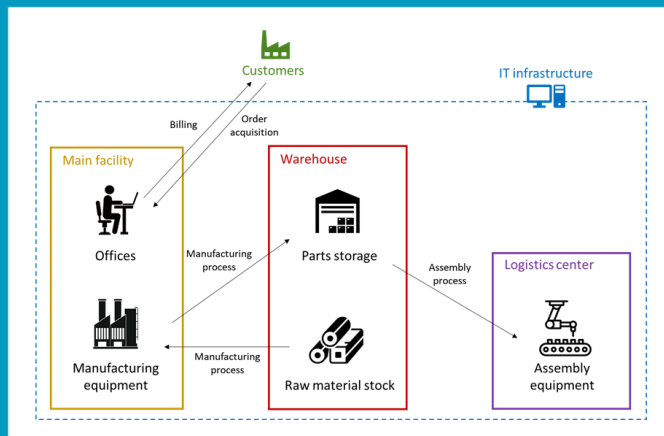 Customers
IT infrastructure
Billing
Order
acquisition
Main facility
Warehouse
Offices
Manufacturing
process
Parts storage
Assembly
process
Logistics center
Manufacturing
equipment
Manufacturing
process
Raw material stock
Assembly
equipment